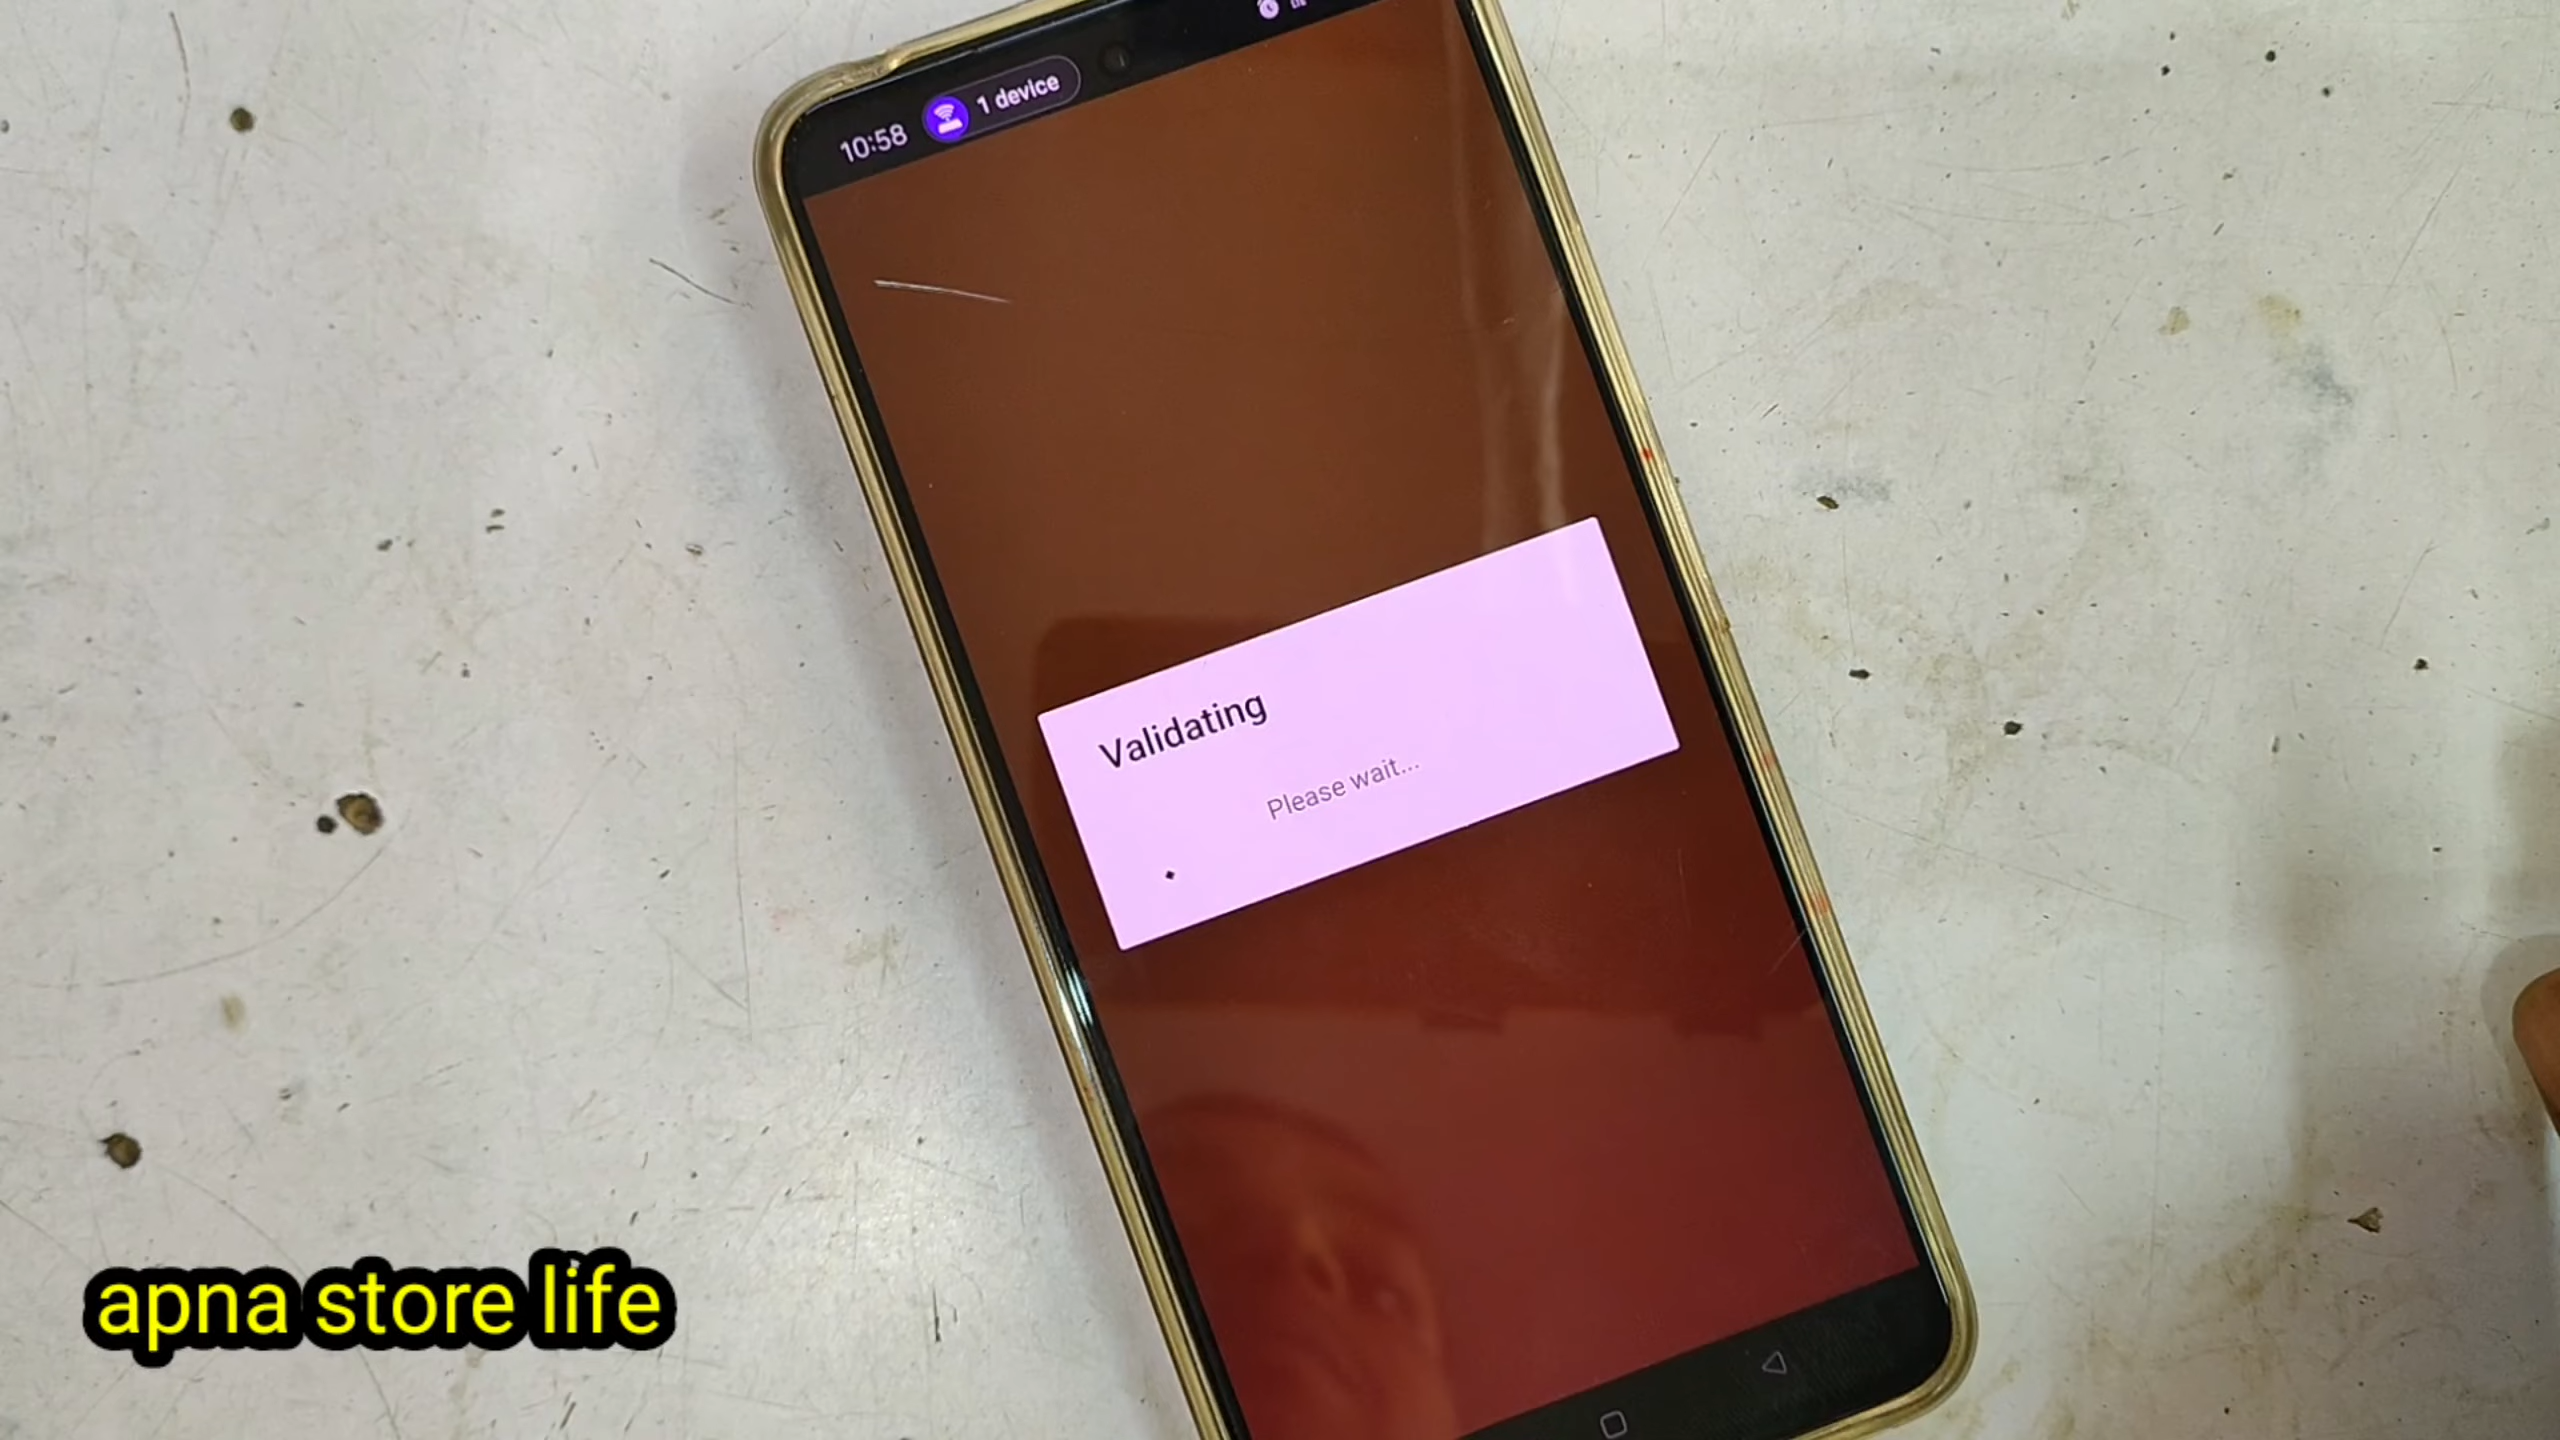 10:58
1 device
Validating
Please wait...
apna store life